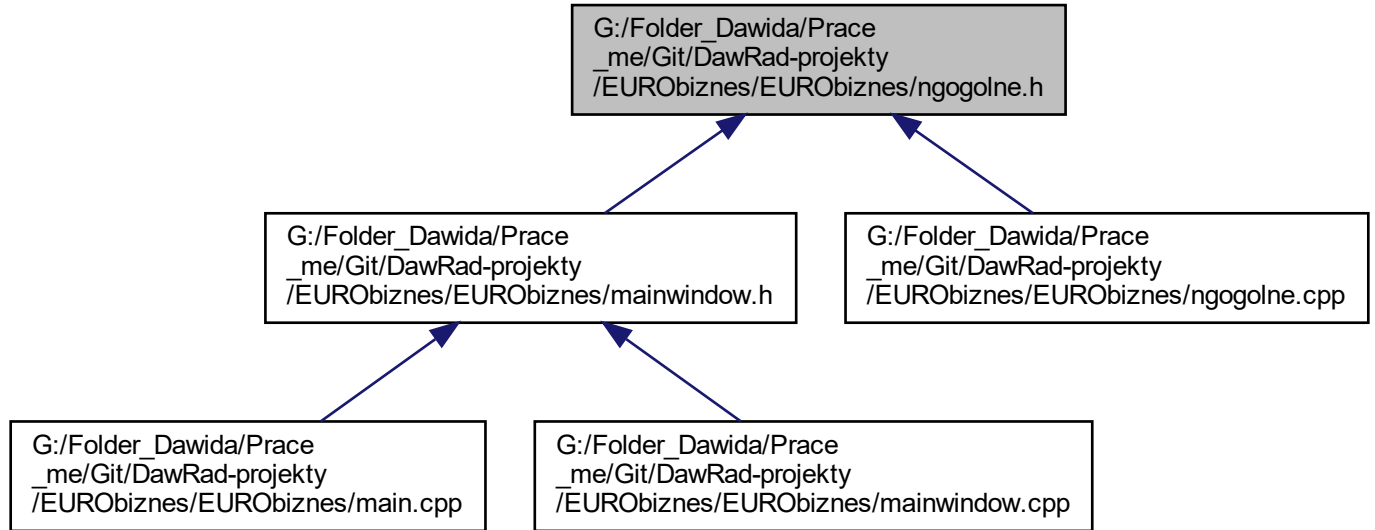 G:/Folder_Dawida/Prace
_me/Git/DawRad-projekty
/EURObiznes/EURObiznes/ngogolne.h
G:/Folder_Dawida/Prace
_me/Git/DawRad-projekty
/EURObiznes/EURObiznes/mainwindow.h
G:/Folder_Dawida/Prace
_me/Git/DawRad-projekty
/EURObiznes/EURObiznes/ngogolne.cpp
G:/Folder_Dawida/Prace
_me/Git/DawRad-projekty
/EURObiznes/EURObiznes/main.cpp
G:/Folder_Dawida/Prace
_me/Git/DawRad-projekty
/EURObiznes/EURObiznes/mainwindow.cpp